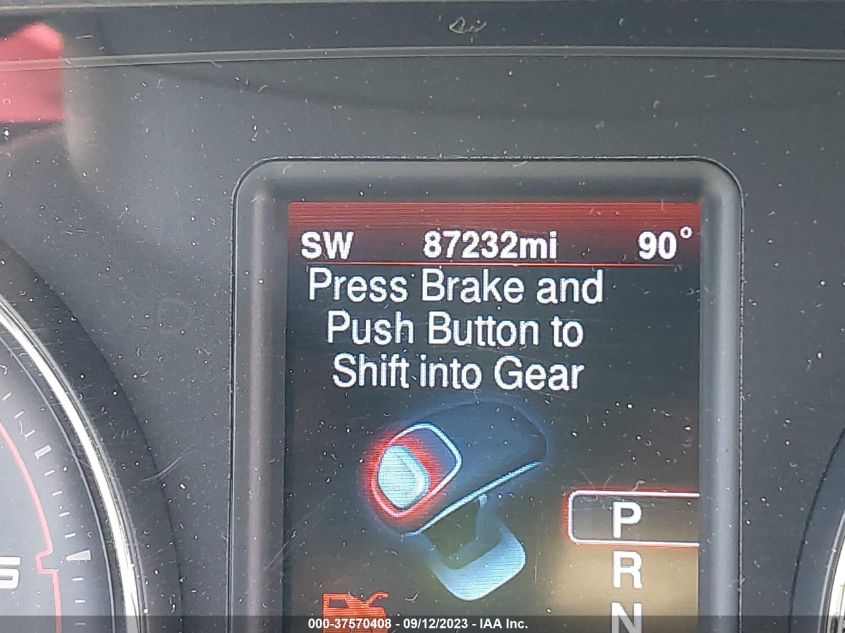 SW 87232mi 90°
Press Brake and
Push Button to
Shift into Gear
P
R
N
000-37570408 - 09/12/2023 - IAA Inc.